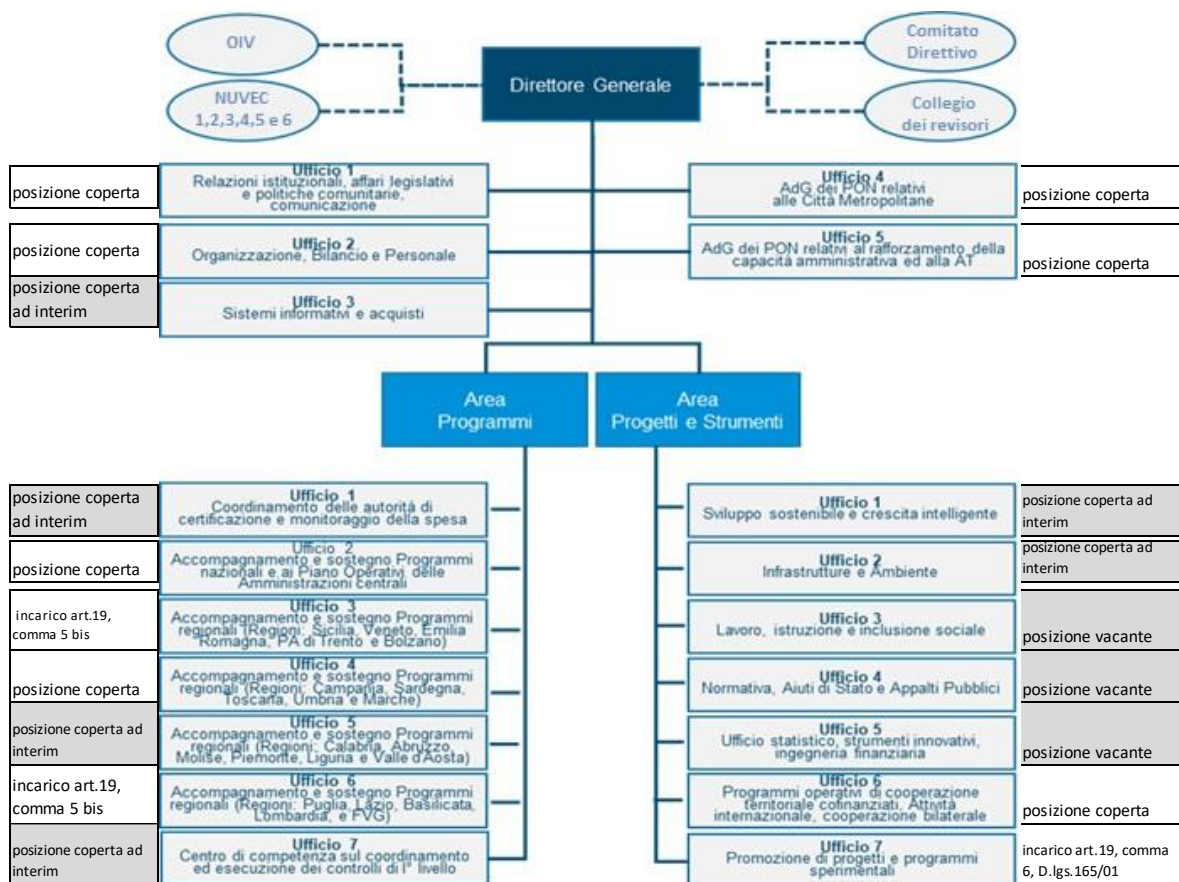 OIV
Comitato
Direttivo
Direttore Generale
NUVEC
1,2,3,4,5 e 6
Collegio
dei revisori
posizione coperta
Ufficio 1
Relazioni istituzionali, affari legislativi
e politiche comunitarie,
comunicazione
Ufficio 4
AdG dei PON relativi
alle Città Metropolitane
posizione coperta
posizione coperta
Ufficio 2
Organizzazione, Bilancio e Personale
Ufficio 5
AdG dei PON relativi al rafforzamento della
capacità amministrativa ed alla AT
posizione coperta
posizione coperta
ad interim
Ufficio 3
Sistemi informativi e acquisti
Area
Programmi
Area
Progetti e Strumenti
posizione coperta
ad interim
Ufficio 1
Coordinamento delle autorità di
certificazione e monitoraggio della spesa
Ufficio 1
Sviluppo sostenibile e crescita intelligente
posizione coperta ad
interim
posizione coperta
Ufficio 2
Accompagnamento e sostegno Programmi
nazionali e ai Piano Operativi delle
Amministrazioni centrali
Ufficio 2
Infrastrutture e Ambiente
posizione coperta ad
interim
incarico art.19,
comma 5 bis
Ufficio 3
Accompagnamento e sostegno Programmi
regionali (Regioni: Sicilia, Veneto, Emilia
Romagna, PA di Trento e Bolzano)
Ufficio 3
Lavoro, istruzione e inclusione sociale
posizione vacante
posizione coperta
Ufficio 4
Accompagnamento e sostegno Programmi
regionali (Regioni: Campania, Sardegna,
Toscana, Umbria e Marche)
Ufficio 4
Normativa, Aiuti di Stato e Appalti Pubblici
posizione vacante
posizione coperta ad
interim
Ufficio 5
Accompagnamento e sostegno Programmi
regionali (Regioni: Calabria, Abruzzo,
Molise, Piemonte, Liguria e Valle d'Aosta)
Ufficio 5
Ufficio statistico, strumenti innovativi,
ingegneria finanziaria
posizione vacante
incarico art.19,
comma 5 bis
Ufficio 6
Accompagnamento e sostegno Programmi
regionali (Regioni: Puglia, Lazio, Basilicata,
Lombardia, e FVG)
Ufficio 6
Programmi operativi di cooperazione
territoriale cofinanziati, Attività
internazionale, cooperazione bilaterale
posizione coperta
posizione coperta ad
interim
Ufficio 7
Centro di competenza sul coordinamento
ed esecuzione dei controlli di I° livello
Ufficio 7
Promozione di progetti e programmi
sperimentali
incarico art.19, comma
6, D.lgs.165/01